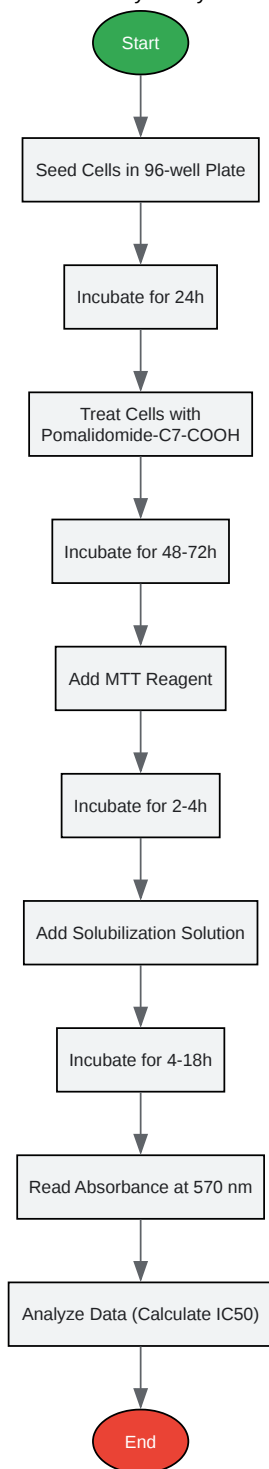 Start
Seed Cells in 96-well Plate
Incubate for 24h
Treat Cells with
Pomalidomide-C7-COOH
Incubate for 48-72h
Add MTT Reagent
Incubate for 2-4h
Add Solubilization Solution
Incubate for 4-18h
Read Absorbance at 570 nm
Analyze Data (Calculate IC50)
End